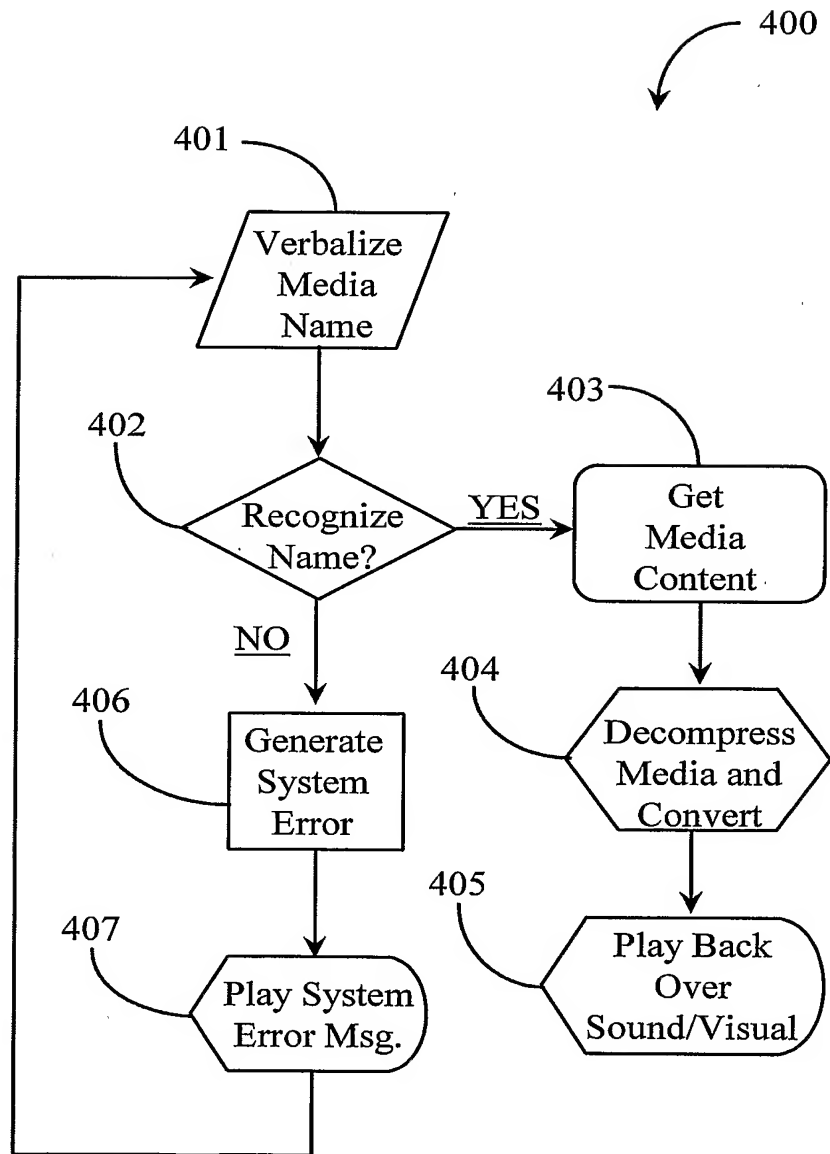 400
401
Verbalize
Media
Name
402
Recognize
Name?
YES
403
Get
Media
Content
NO
404
Decompress
Media and
Convert
406
Generate
System
Error
405
Play Back
Over
Sound/Visual
407
Play System
Error Msg.